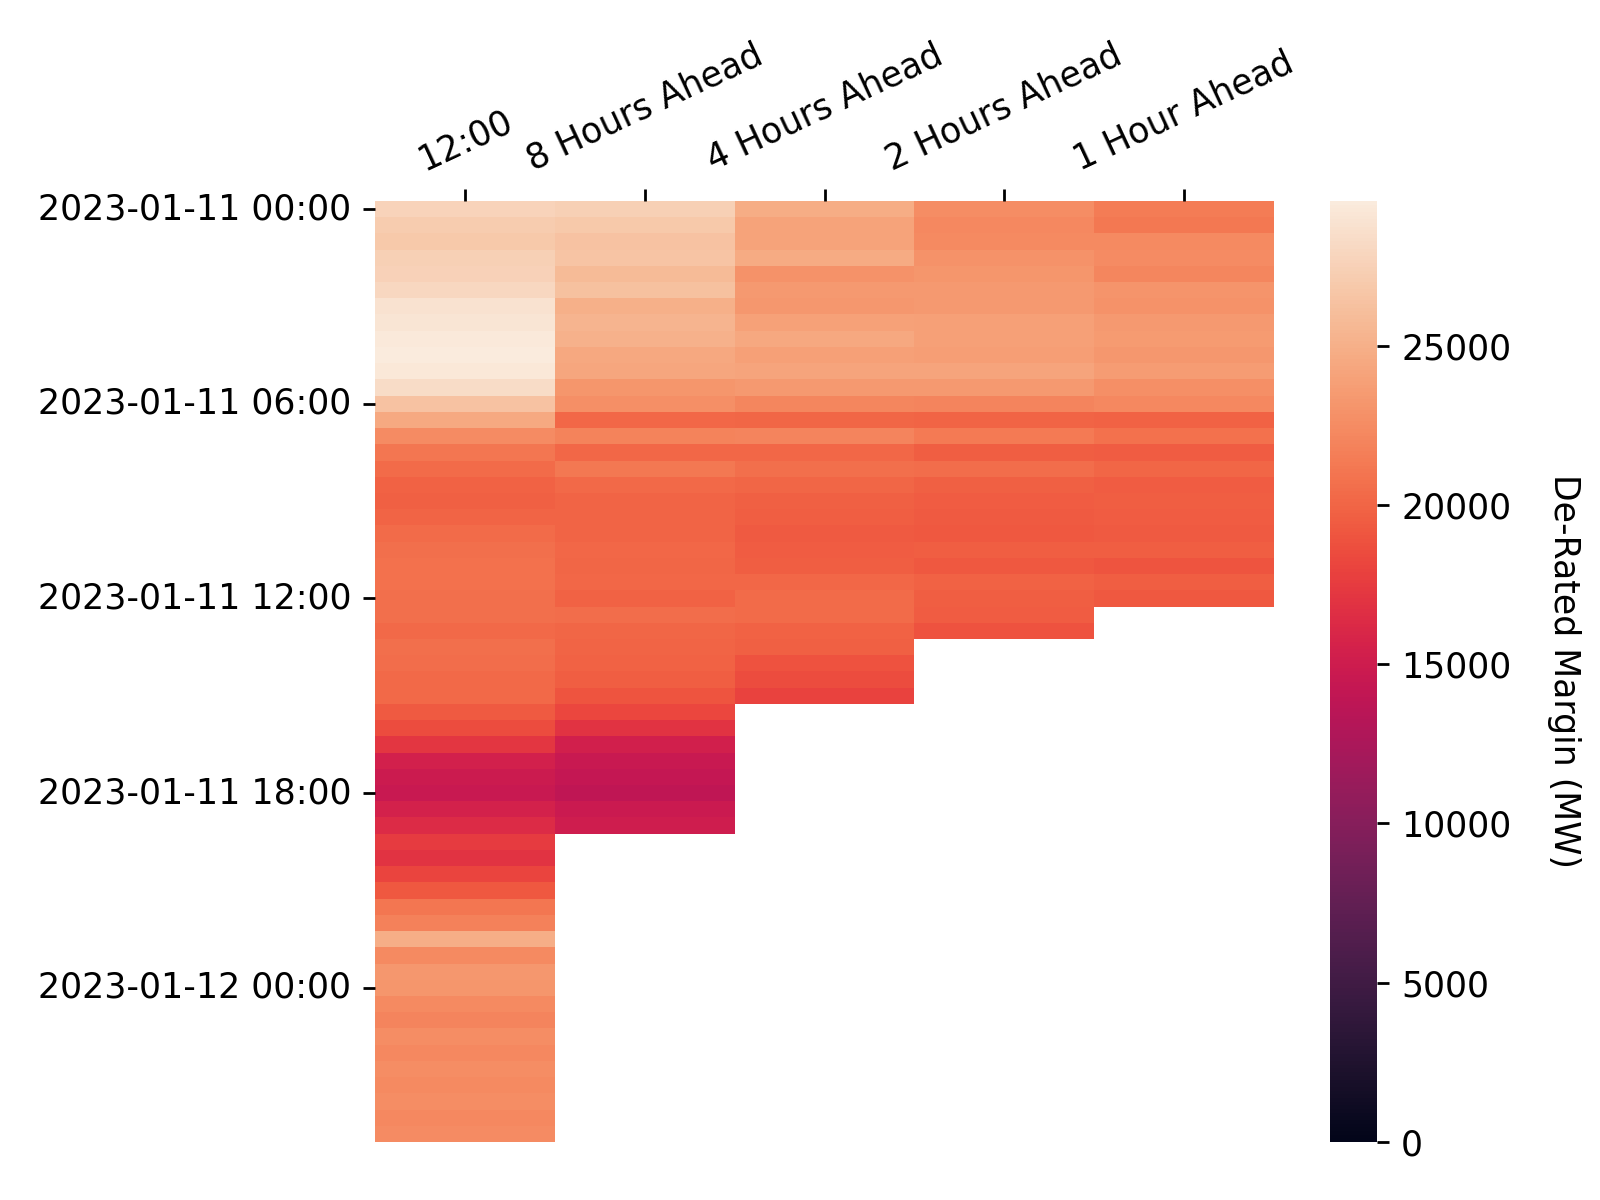 12:00
8 Hours Ahead
4 Hours Ahead
2 Hours Ahead
1 Hour Ahead
2023-01-11 00:00
2023-01-11 06:00
2023-01-11 12:00
2023-01-11 18:00
2023-01-12 00:00
25000
20000
15000
10000
5000
0
De-Rated Margin (MW)